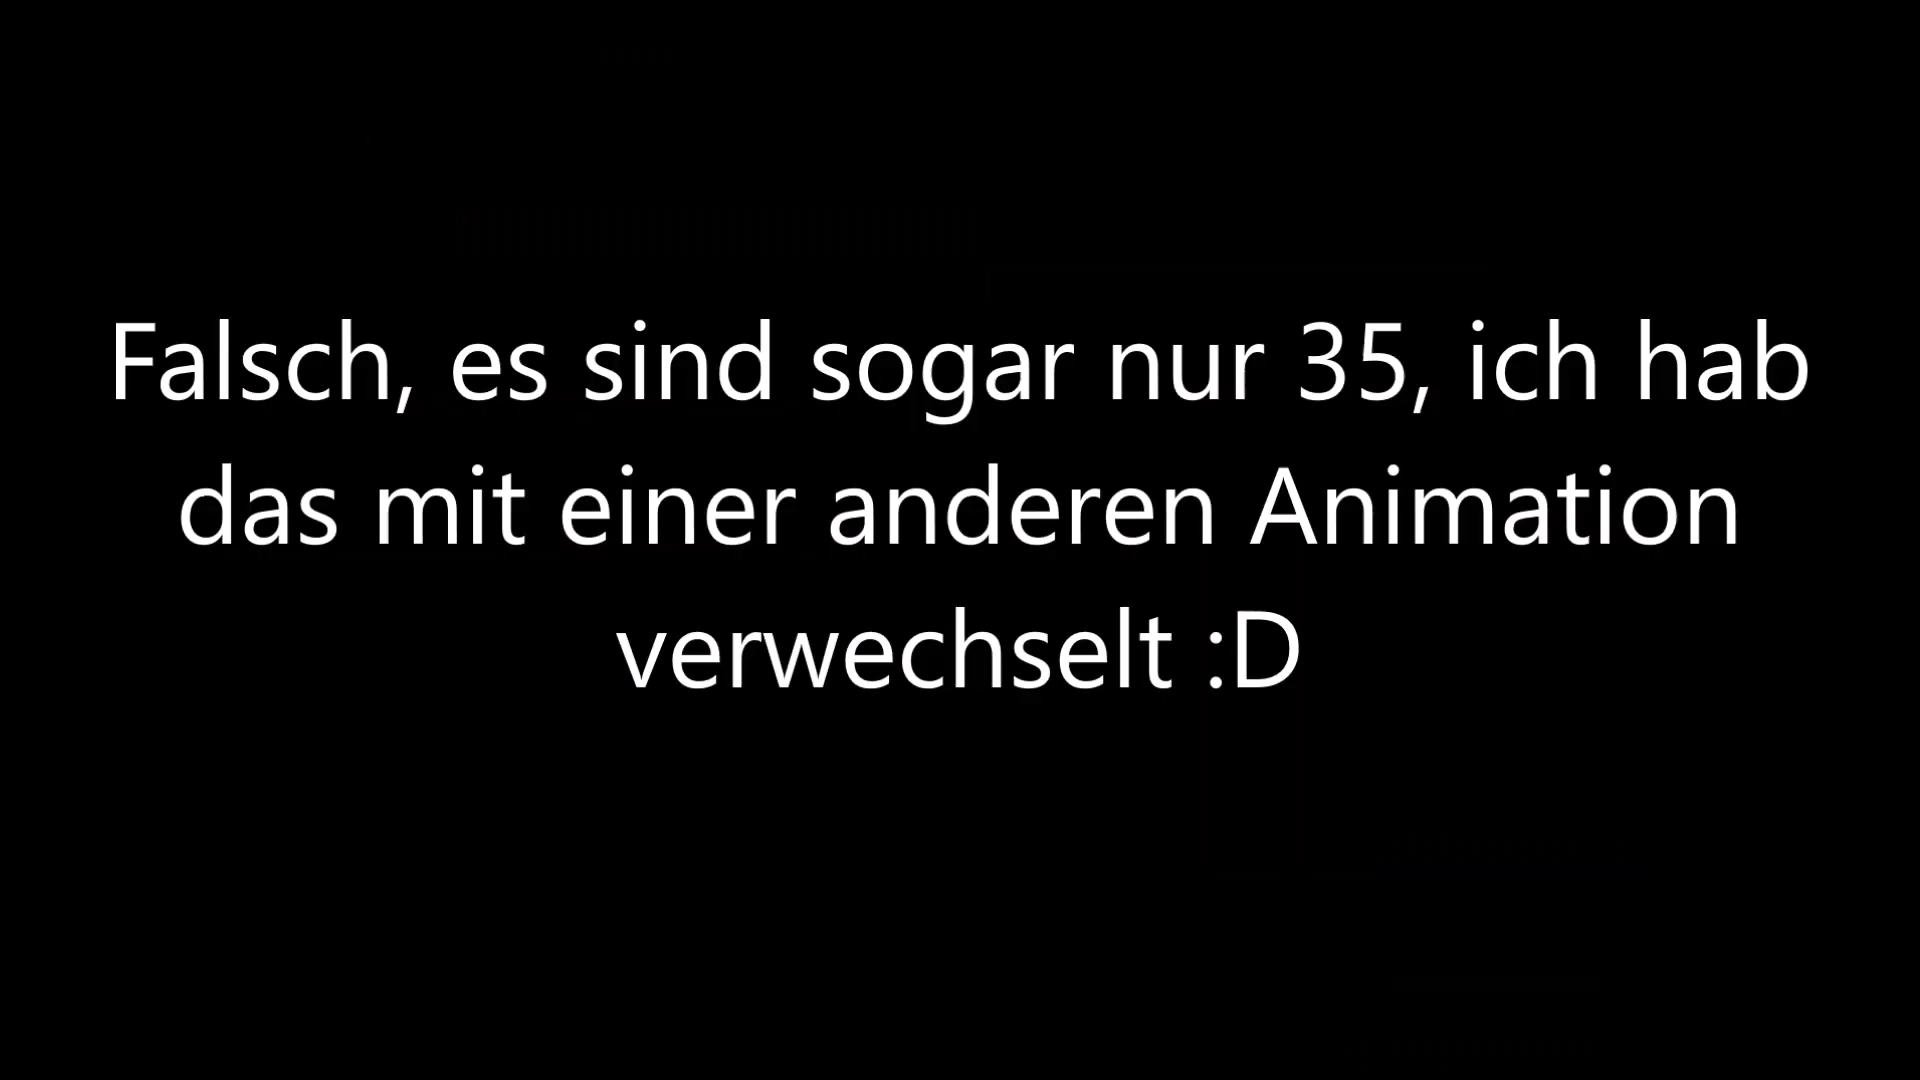 Falsch, es sind sogar nur 35, ich hab
das mit einer anderen Animation
verwechselt :D